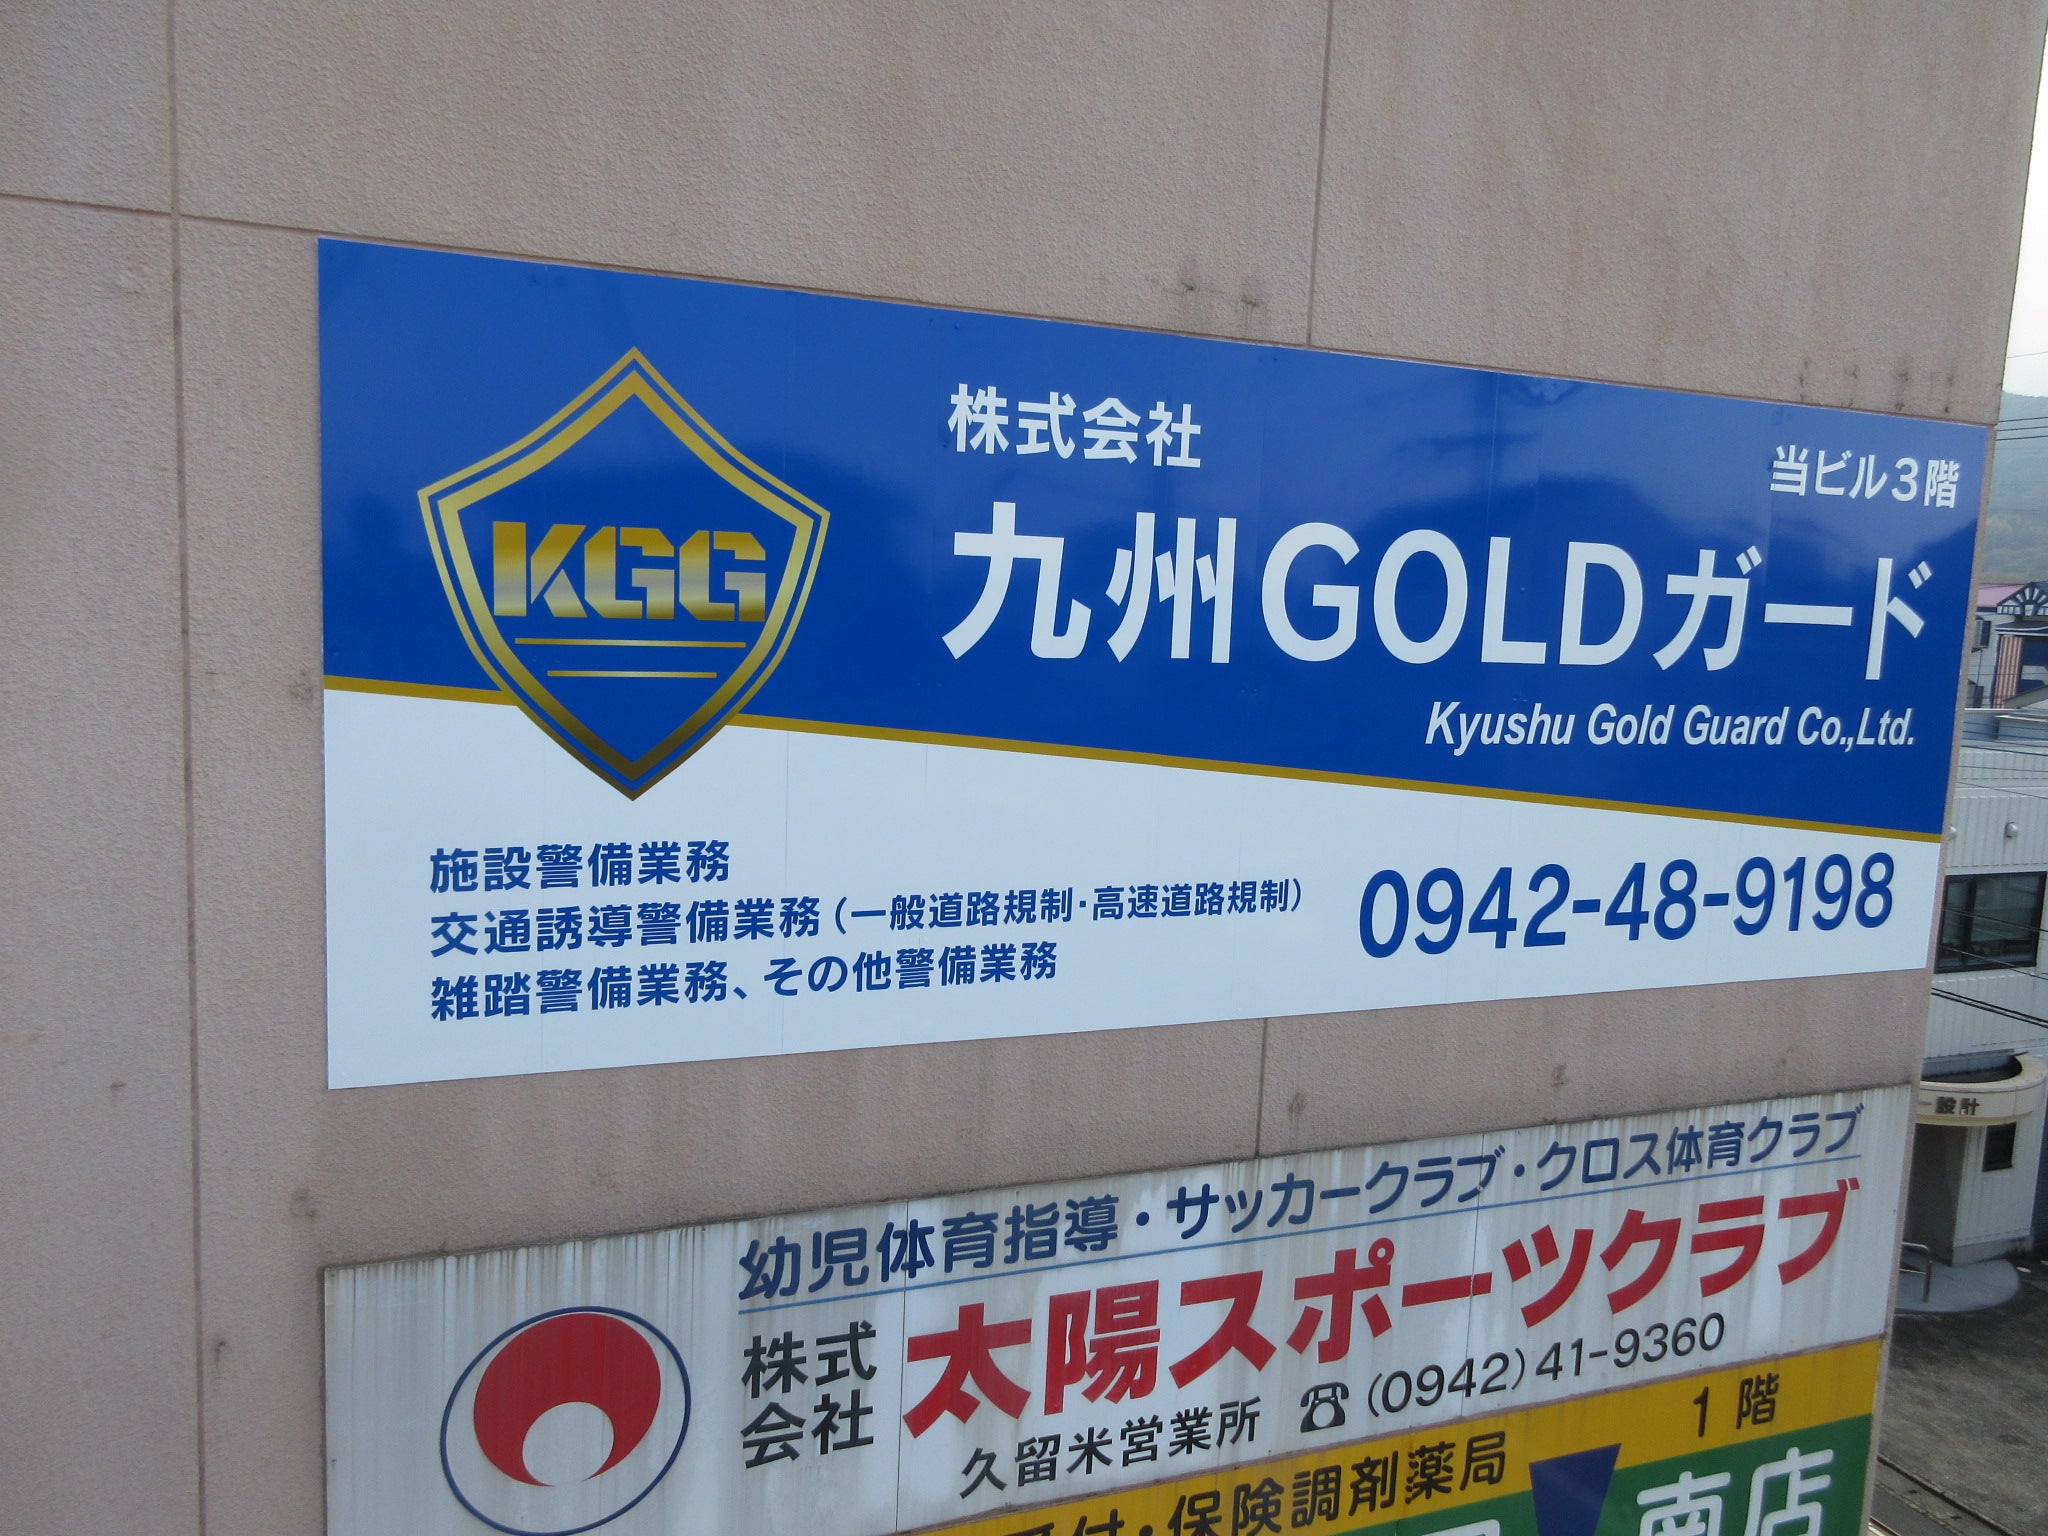 KGG
株式会社
当ビル3階
九州GOLDガード
Kyushu Gold Guard Co.,Ltd.
施設警備業務
交通誘導警備業務(一般道路規制・高速道路規制)
雑踏警備業務、その他警備業務
0942-48-9198
幼児体育指導・サッカークラブ・クロス体育クラブ
株式会社
太陽スポーツクラブ
久留米営業所 ☎(0942)41-9360
1階
・保険調剤薬局
南店
設計